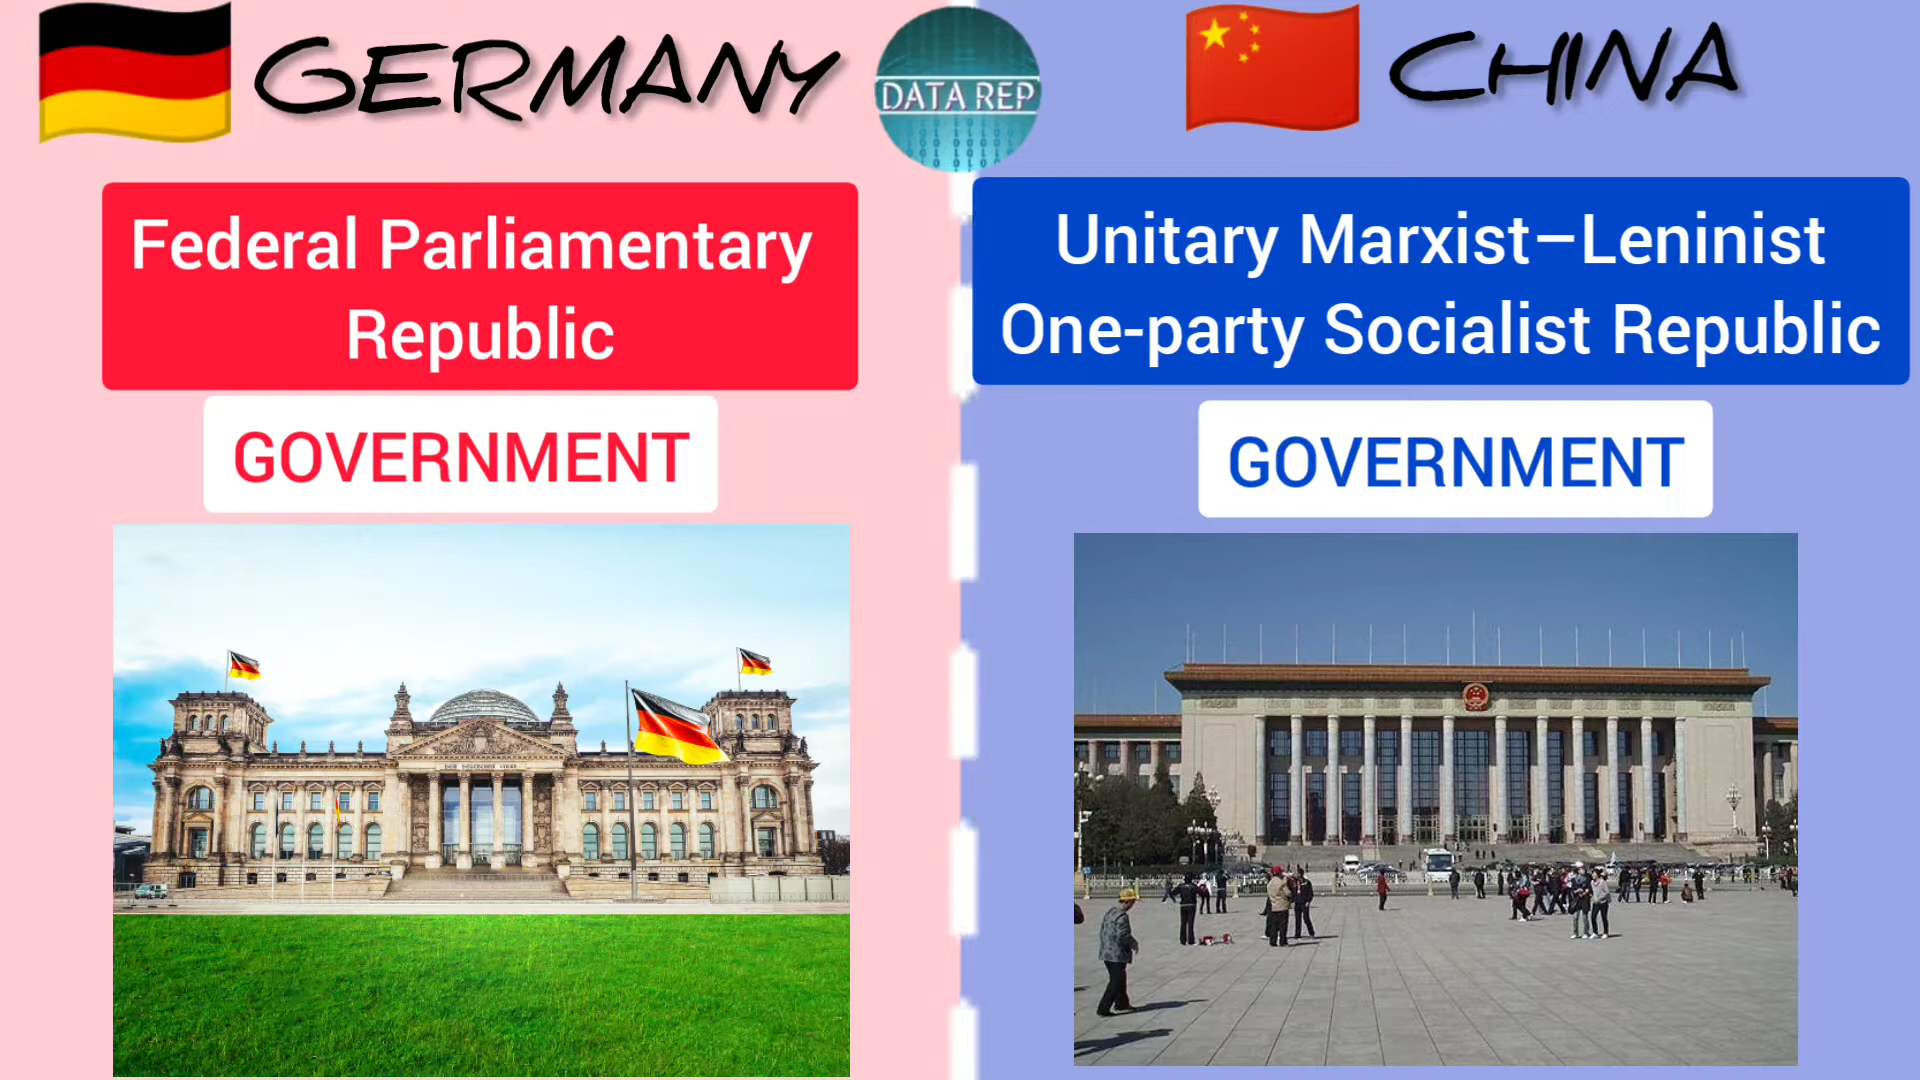 GERMANY
DATA REP
CHINA
Federal Parliamentary
Republic
GOVERNMENT
Unitary Marxist–Leninist
One-party Socialist Republic
GOVERNMENT